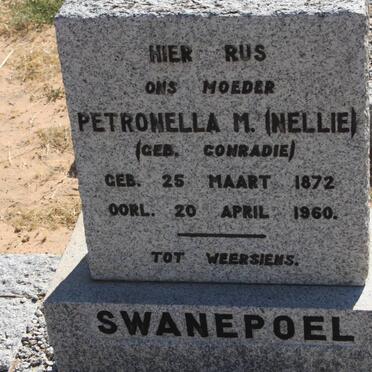 HIER RUS
ONS MOEDER
PETRONELLA M. (NELLIE)
(GEB. CONRADIE)
GEB. 25 MAART 1872
OORL. 20 APRIL 1960.
TOT WEERSIENS.
SWANEPOEL